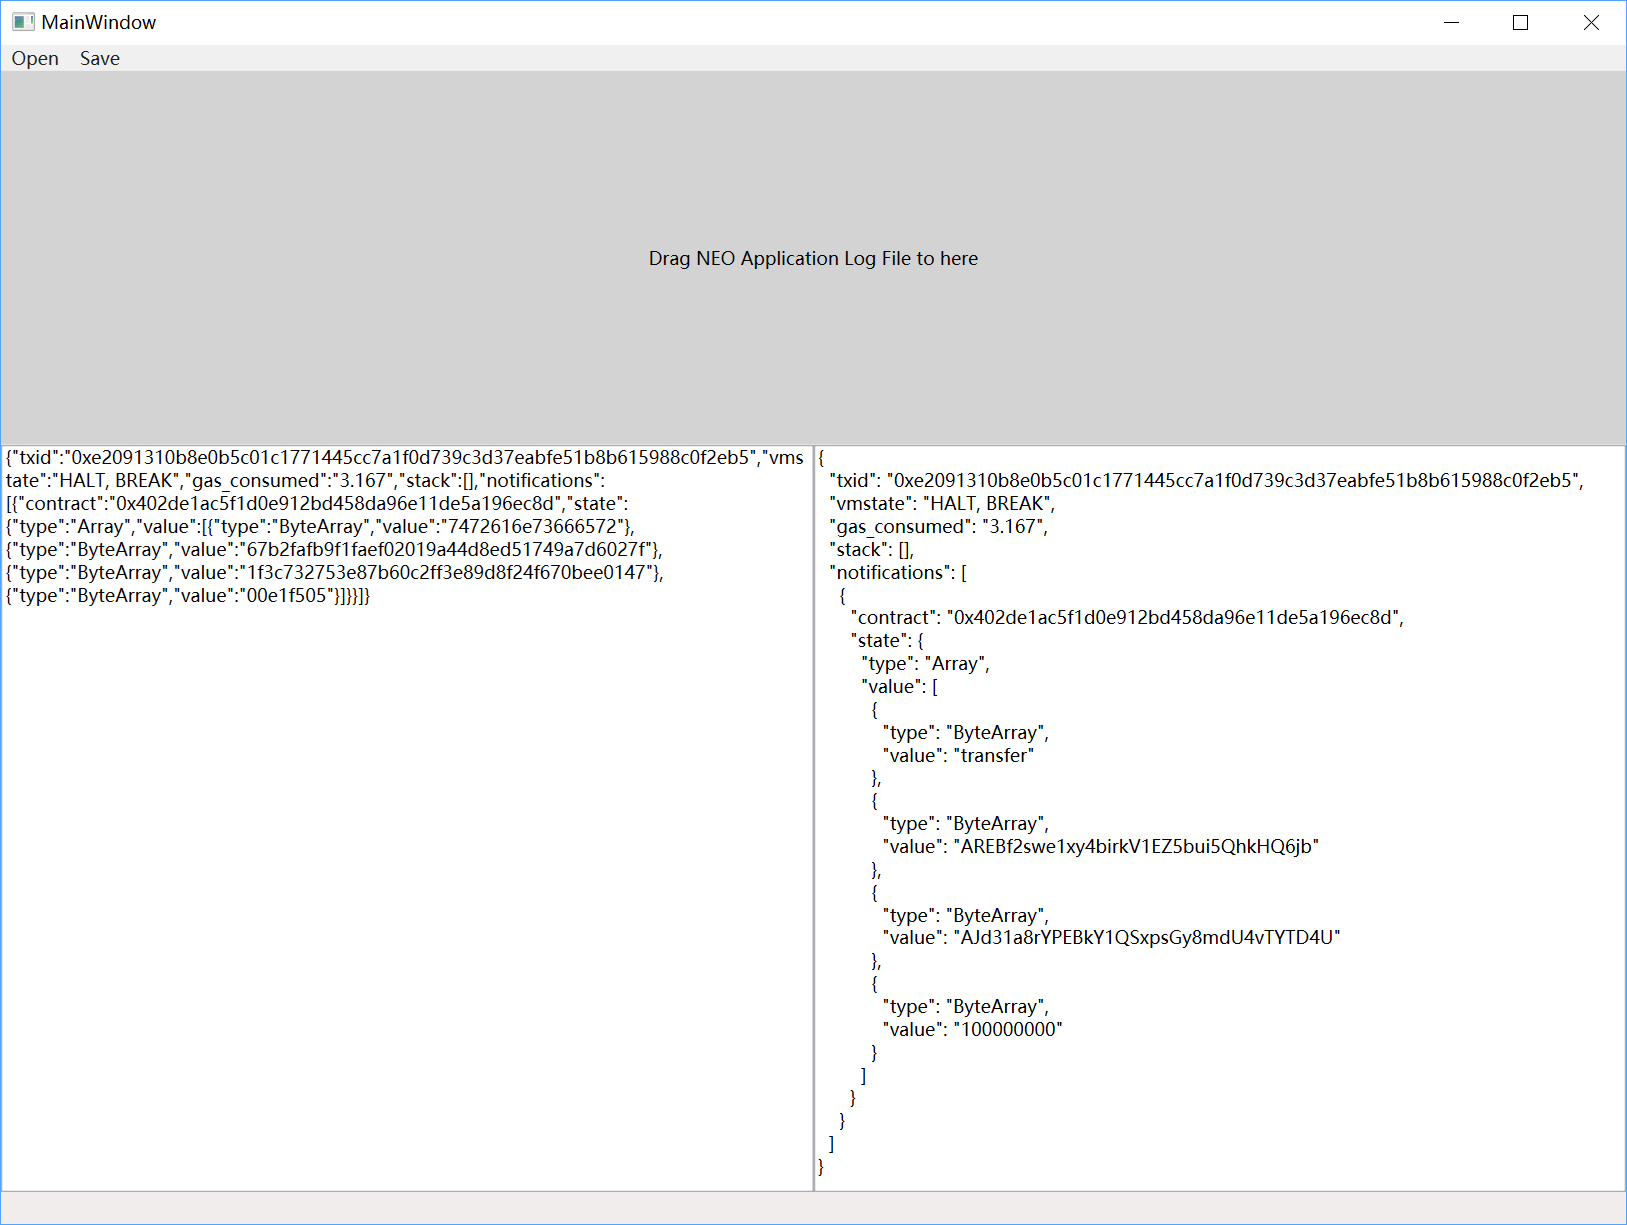 MainWindow
Open Save
Drag NEO Application Log File to here
{"txid":"0xe2091310b8e0b5c01c1771445cc7a1f0d739c3d37eabfe51b8b615988c0f2eb5","vms
tate":"HALT, BREAK","gas_consumed":"3.167","stack":[],"notifications":
[{"contract":"0x402de1ac5f1d0e912bd458da96e11de5a196ec8d","state":
{"type":"Array","value":[{"type":"ByteArray","value":"7472616e73666572"},
{"type":"ByteArray","value":"67b2fafb9f1faef02019a44d8ed51749a7d6027f"},
{"type":"ByteArray","value":"1f3c732753e87b60c2ff3e89d8f24f670bee0147"},
{"type":"ByteArray","value":"00e1f505"}]}}]}
{
"txid": "0xe2091310b8e0b5c01c1771445cc7a1f0d739c3d37eabfe51b8b615988c0f2eb5",
"vmstate": "HALT, BREAK",
"gas_consumed": "3.167",
"stack": [],
"notifications": [
{
"contract": "0x402de1ac5f1d0e912bd458da96e11de5a196ec8d",
"state": {
"type": "Array",
"value": [
{
"type": "ByteArray",
"value": "transfer"
},
{
"type": "ByteArray",
"value": "AREBf2swe1xy4birkV1EZ5bui5QhkHQ6jb"
},
{
"type": "ByteArray",
"value": "AJd31a8rYPEBkY1QSxpsGy8mdU4vTYTD4U"
},
{
"type": "ByteArray",
"value": "100000000"
}
]
}
}
]
}